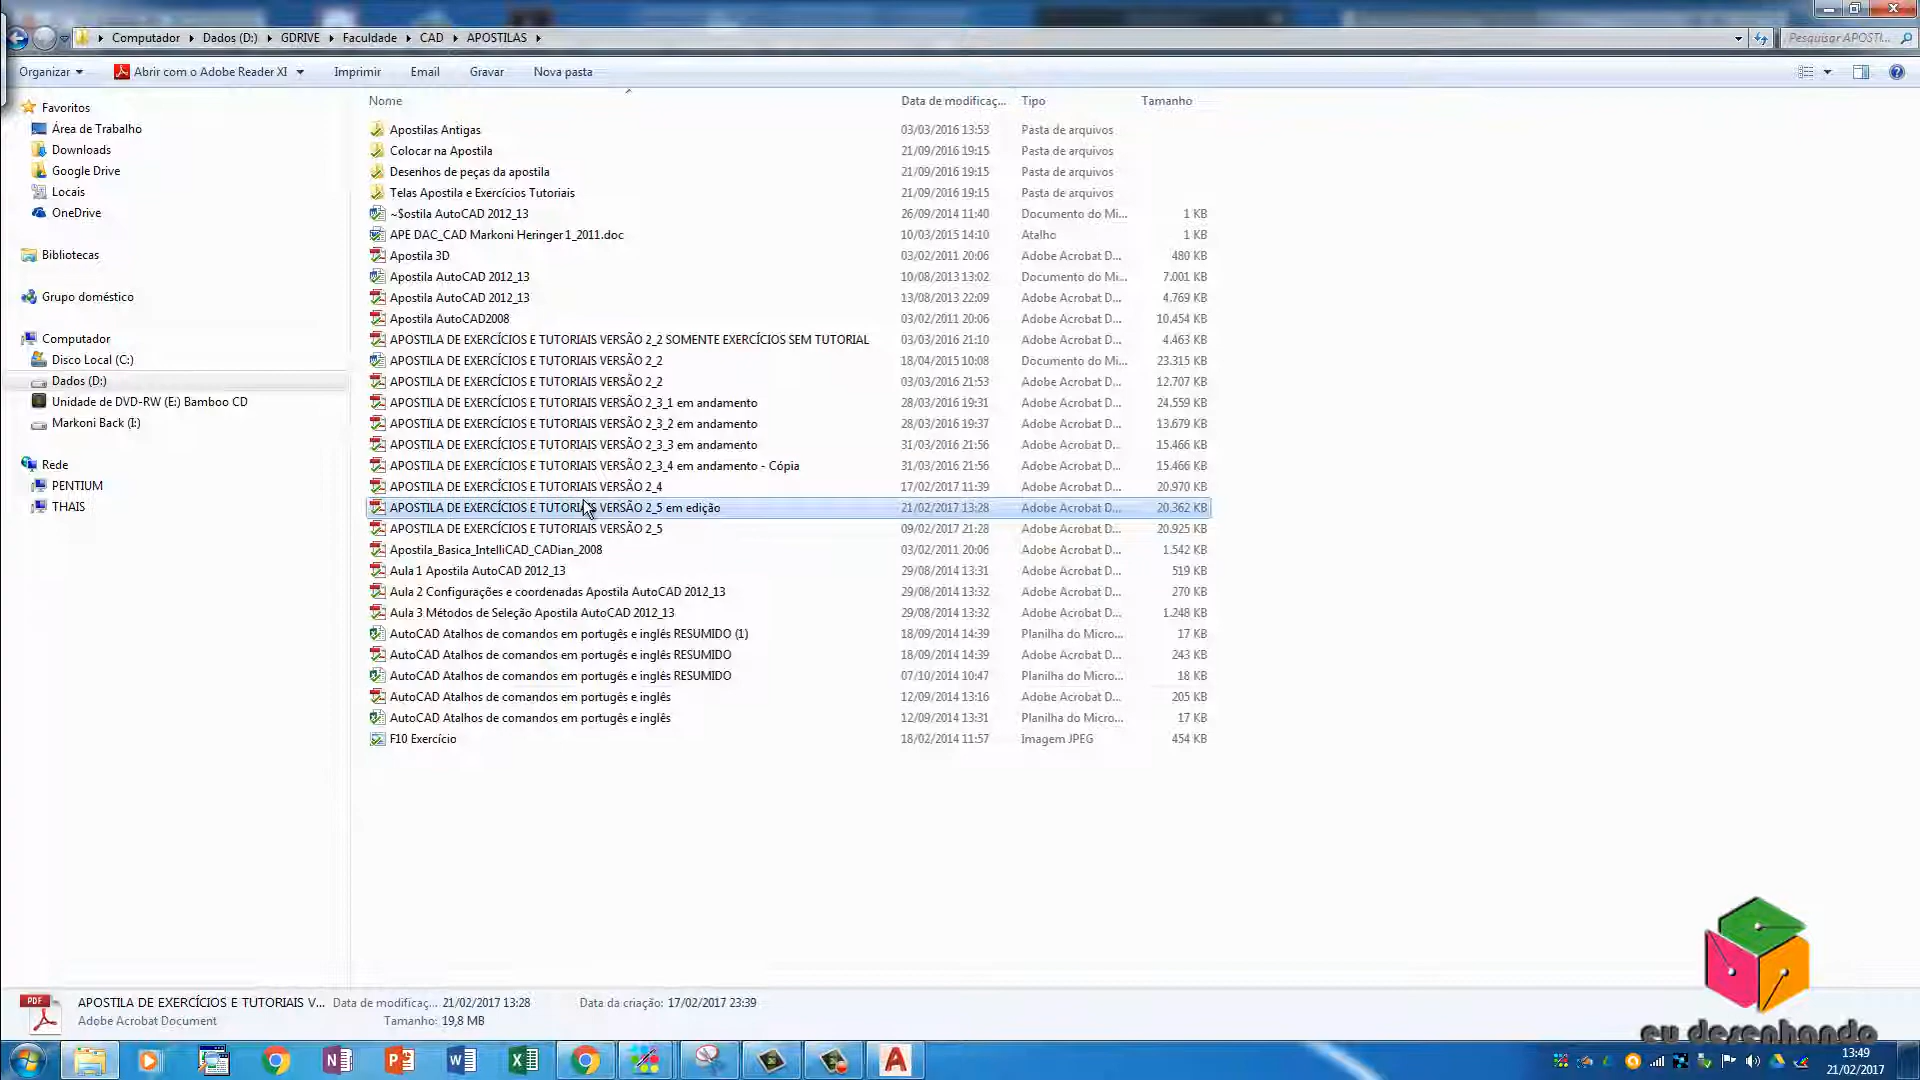 Computador Dados (D:) GDRIVE Faculdade CAD APOSTILAS
Pesquisar APOSTI...
Organizar Abrir com o Adobe Reader XI Imprimir Email Gravar Nova pasta
Nome Data de modificaç... Tipo Tamanho
Favoritos
Área de Trabalho
Downloads
Google Drive
Locais
OneDrive
Bibliotecas
Grupo doméstico
Computador
Disco Local (C:)
Dados (D:)
Unidade de DVD-RW (E:) Bamboo CD
Markoni Back (I:)
Rede
PENTIUM
THAIS
Apostilas Antigas 03/03/2016 13:53 Pasta de arquivos
Colocar na Apostila 21/09/2016 19:15 Pasta de arquivos
Desenhos de peças da apostila 21/09/2016 19:15 Pasta de arquivos
Telas Apostila e Exercícios Tutoriais 21/09/2016 19:15 Pasta de arquivos
~$ostila AutoCAD 2012_13 26/09/2014 11:40 Documento do Mi... 1 KB
APE DAC_CAD Markoni Heringer 1_2011.doc 10/03/2015 14:10 Atalho 1 KB
Apostila 3D 03/02/2011 20:06 Adobe Acrobat D... 480 KB
Apostila AutoCAD 2012_13 10/08/2013 13:02 Documento do Mi... 7.001 KB
Apostila AutoCAD 2012_13 13/08/2013 22:09 Adobe Acrobat D... 4.769 KB
Apostila AutoCAD2008 03/02/2011 20:06 Adobe Acrobat D... 10.454 KB
APOSTILA DE EXERCÍCIOS E TUTORIAIS VERSÃO 2_2 SOMENTE EXERCÍCIOS SEM TUTORIAL 03/03/2016 21:10 Adobe Acrobat D... 4.463 KB
APOSTILA DE EXERCÍCIOS E TUTORIAIS VERSÃO 2_2 18/04/2015 10:08 Documento do Mi... 23.315 KB
APOSTILA DE EXERCÍCIOS E TUTORIAIS VERSÃO 2_2 03/03/2016 21:53 Adobe Acrobat D... 12.707 KB
APOSTILA DE EXERCÍCIOS E TUTORIAIS VERSÃO 2_3_1 em andamento 28/03/2016 19:31 Adobe Acrobat D... 24.559 KB
APOSTILA DE EXERCÍCIOS E TUTORIAIS VERSÃO 2_3_2 em andamento 28/03/2016 19:37 Adobe Acrobat D... 13.679 KB
APOSTILA DE EXERCÍCIOS E TUTORIAIS VERSÃO 2_3_3 em andamento 31/03/2016 21:56 Adobe Acrobat D... 15.466 KB
APOSTILA DE EXERCÍCIOS E TUTORIAIS VERSÃO 2_3_4 em andamento - Cópia 31/03/2016 21:56 Adobe Acrobat D... 15.466 KB
APOSTILA DE EXERCÍCIOS E TUTORIAIS VERSÃO 2_4 17/02/2017 11:39 Adobe Acrobat D... 20.970 KB
APOSTILA DE EXERCÍCIOS E TUTORIAIS VERSÃO 2_5 em edição 21/02/2017 13:28 Adobe Acrobat D... 20.362 KB
APOSTILA DE EXERCÍCIOS E TUTORIAIS VERSÃO 2_5 09/02/2017 21:28 Adobe Acrobat D... 20.925 KB
Apostila_Basica_IntelliCAD_CADian_2008 03/02/2011 20:06 Adobe Acrobat D... 1.542 KB
Aula 1 Apostila AutoCAD 2012_13 29/08/2014 13:31 Adobe Acrobat D... 519 KB
Aula 2 Configurações e coordenadas Apostila AutoCAD 2012_13 29/08/2014 13:32 Adobe Acrobat D... 270 KB
Aula 3 Métodos de Seleção Apostila AutoCAD 2012_13 29/08/2014 13:32 Adobe Acrobat D... 1.248 KB
AutoCAD Atalhos de comandos em portugês e inglês RESUMIDO (1) 18/09/2014 14:39 Planilha do Micro... 17 KB
AutoCAD Atalhos de comandos em portugês e inglês RESUMIDO 18/09/2014 14:39 Adobe Acrobat D... 243 KB
AutoCAD Atalhos de comandos em portugês e inglês RESUMIDO 07/10/2014 10:47 Planilha do Micro... 18 KB
AutoCAD Atalhos de comandos em portugês e inglês 12/09/2014 13:16 Adobe Acrobat D... 205 KB
AutoCAD Atalhos de comandos em portugês e inglês 12/09/2014 13:31 Planilha do Micro... 17 KB
F10 Exercício 18/02/2014 11:57 Imagem JPEG 454 KB
PDF
APOSTILA DE EXERCÍCIOS E TUTORIAIS V... Data de modificaç... 21/02/2017 13:28 Data da criação: 17/02/2017 23:39
Adobe Acrobat Document Tamanho: 19,8 MB
eu desenhando
13:49
21/02/2017